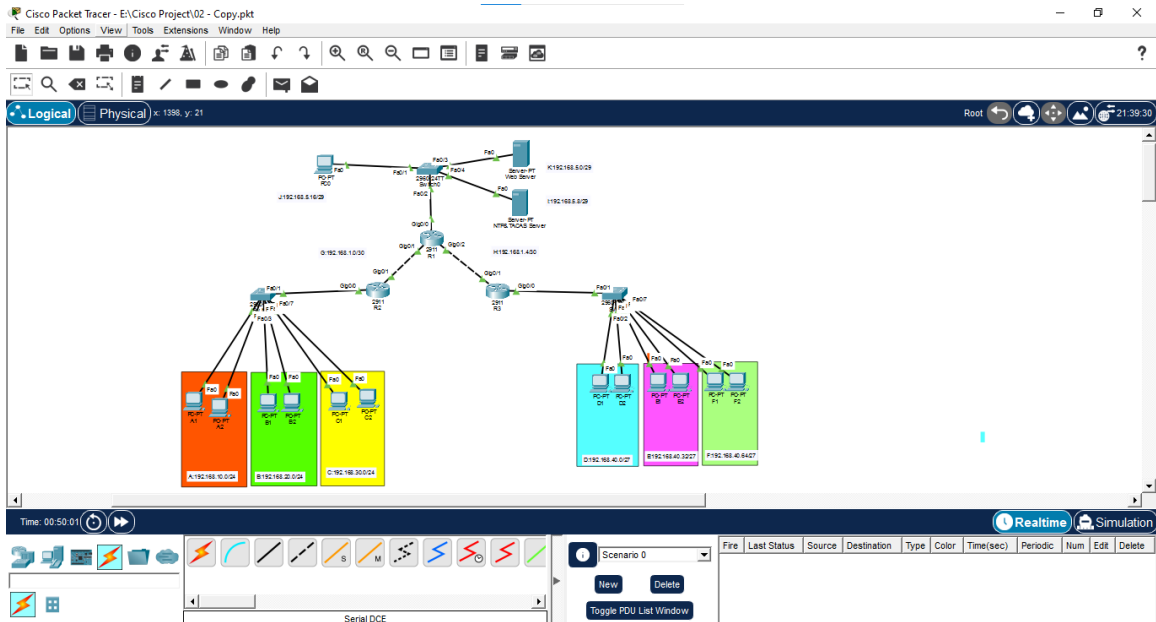 Cisco Packet Tracer - E:\Cisco Project\02 - Copy.pkt
File Edit Options View Tools Extensions Window Help
?
Logical Physical x: 1398, y: 21 Root 21:39:30
Fa0/3 Fa0
Fa0 Fa0/1 Fa0/4 Server-PT K:192.168.5.0/29
PC-PT 2960-24TT Web Server
PC0 Switch0 Fa0
Fa0/2
J:192.168.5.16/29 I:192.168.5.8/29
Server-PT
Gig0/0 NTP&TACAS Server
Gig0/1 Gig0/2
2911
G:192.168.1.0/30 R1 H:192.168.1.4/30
Gig0/1 Gig0/1
Fa0/1 Gig0/0 Gig0/0 Fa0/1
Fa0/7 2911 2911 Fa0/7
R2 R3
Fa0/3 Fa0/2
Fa0 Fa0 Fa0 Fa0 Fa0 Fa0 Fa0 Fa0 Fa0 Fa0 Fa0 Fa0
PC-PT PC-PT PC-PT PC-PT PC-PT PC-PT PC-PT PC-PT PC-PT PC-PT PC-PT PC-PT
A1 A2 B1 B2 C1 C2 D1 D2 E1 E2 F1 F2
A:192.168.10.0/24 B:192.168.20.0/24 C:192.168.30.0/24 D:192.168.40.0/27 E:192.168.40.32/27 F:192.168.40.64/27
Time: 00:50:01 Realtime Simulation
S M
Scenario 0
Fire Last Status Source Destination Type Color Time(sec) Periodic Num Edit Delete
New Delete
Toggle PDU List Window
Serial DCE